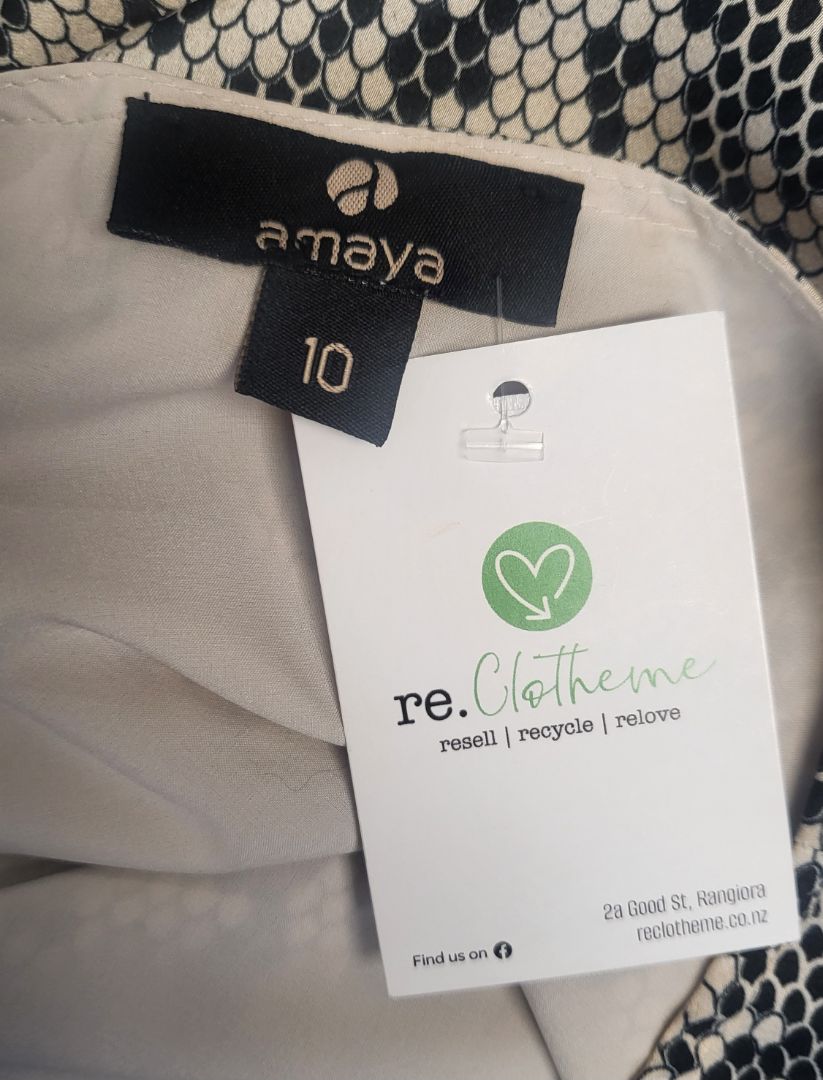 amaya
10
re.Clotheme
resell | recycle | relove
2a Good St, Rangiora
reclotheme.co.nz
Find us on